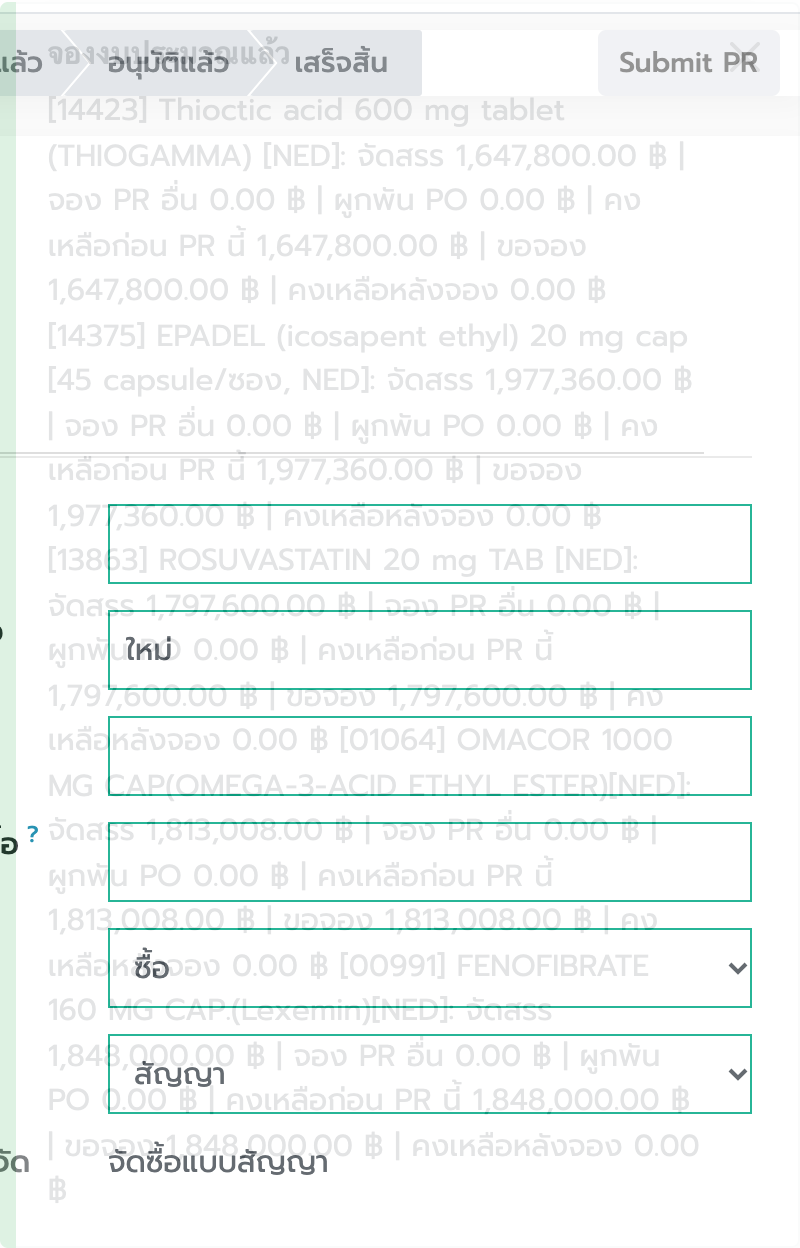 จองงบประมาณแล้ว
แล้ว
อนุมัติแล้ว
เสร็จสิ้น
Submit PR
[14423] Thioctic acid 600 mg tablet
(THIOGAMMA) [NED]: จัดสรร 1,647,800.00 ฿ |
จอง PR อื่น 0.00 ฿ | ผูกพัน PO 0.00 ฿ | คง
เหลือก่อน PR นี้ 1,647,800.00 ฿ | ขอจอง
1,647,800.00 ฿ | คงเหลือหลังจอง 0.00 ฿
[14375] EPADEL (icosapent ethyl) 20 mg cap
[45 capsule/ซอง, NED]: จัดสรร 1,977,360.00 ฿
| จอง PR อื่น 0.00 ฿ | ผูกพัน PO 0.00 ฿ | คง
เหลือก่อน PR นี้ 1,977,360.00 ฿ | ขอจอง
1,977,360.00 ฿ | คงเหลือหลังจอง 0.00 ฿
[13863] ROSUVASTATIN 20 mg TAB [NED]:
จัดสรร 1,797,600.00 ฿ | จอง PR อื่น 0.00 ฿ |
ผูกพัน PO 0.00 ฿ | คงเหลือก่อน PR นี้
ใหม่
1,797,600.00 ฿ | ขอจอง 1,797,600.00 ฿ | คง
เหลือหลังจอง 0.00 ฿ [01064] OMACOR 1000
MG CAP(OMEGA-3-ACID ETHYL ESTER)[NED]:
จัดสรร 1,813,008.00 ฿ | จอง PR อื่น 0.00 ฿ |
?
ผูกพัน PO 0.00 ฿ | คงเหลือก่อน PR นี้
1,813,008.00 ฿ | ขอจอง 1,813,008.00 ฿ | คง
เหลือหลังจอง 0.00 ฿ [00991] FENOFIBRATE
ซื้อ
160 MG CAP.(Lexemin)[NED]: จัดสรร
1,848,000.00 ฿ | จอง PR อื่น 0.00 ฿ | ผูกพัน
สัญญา
PO 0.00 ฿ | คงเหลือก่อน PR นี้ 1,848,000.00 ฿
| ขอจอง 1,848,000.00 ฿ | คงเหลือหลังจอง 0.00
฿
จัดซื้อแบบสัญญา